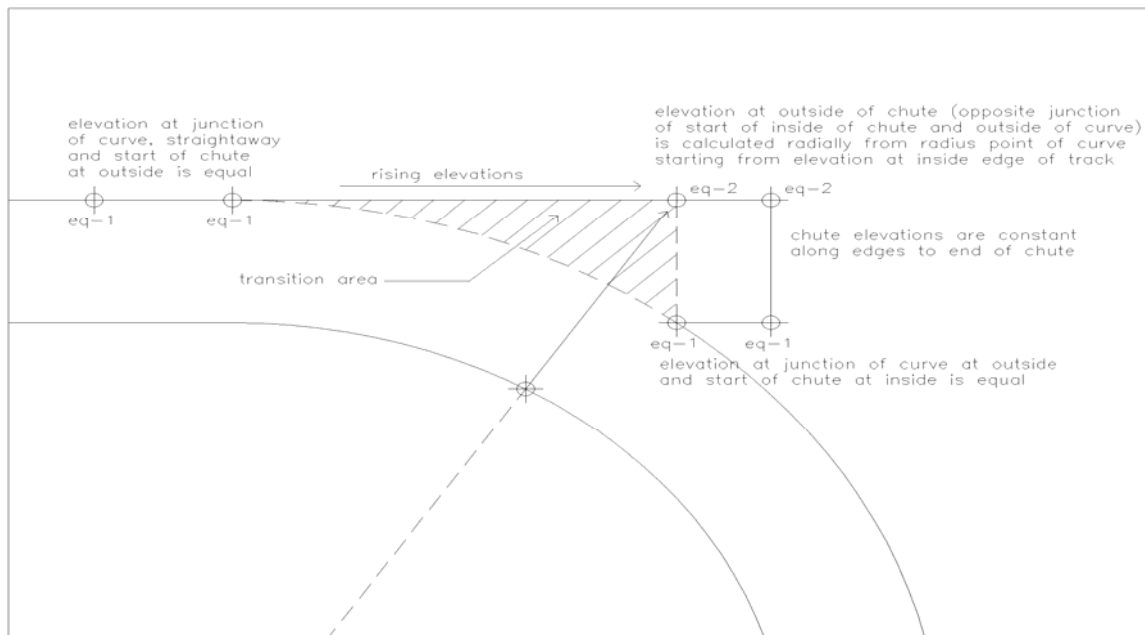 elevation at junction
of curve, straightaway
and start of chute
at outside is equal
elevation at outside of chute (opposite junction
of start of inside of chute and outside of curve)
is calculated radially from radius point of curve
starting from elevation at inside edge of track
rising elevations
eq-2
eq-2
eq-1
eq-1
chute elevations are constant
along edges to end of chute
transition area
eq-1
eq-1
elevation at junction of curve at outside
and start of chute at inside is equal